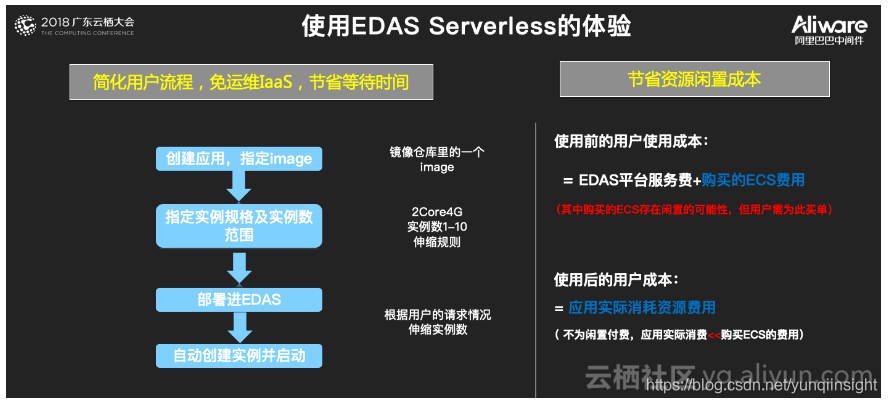 2018 广东云栖大会
THE COMPUTING CONFERENCE
使用EDAS Serverless的体验
Aliware
阿里巴巴中间件
简化用户流程，免运维IaaS，节省等待时间
创建应用，指定image
镜像仓库里的一个
image
指定实例规格及实例数
范围
2Core4G
实例数1-10
伸缩规则
部署进EDAS
根据用户的请求情况
伸缩实例数
自动创建实例并启动
节省资源闲置成本
使用前的用户使用成本：
= EDAS平台服务费+购买的ECS费用
（其中购买的ECS存在闲置的可能性，但用户需为此买单）
使用后的用户成本：
= 应用实际消耗资源费用
（ 不为闲置付费，应用实际消费<<购买ECS的费用）
云栖社区 yq.aliyun.com
https://blog.csdn.net/yunqiinsight